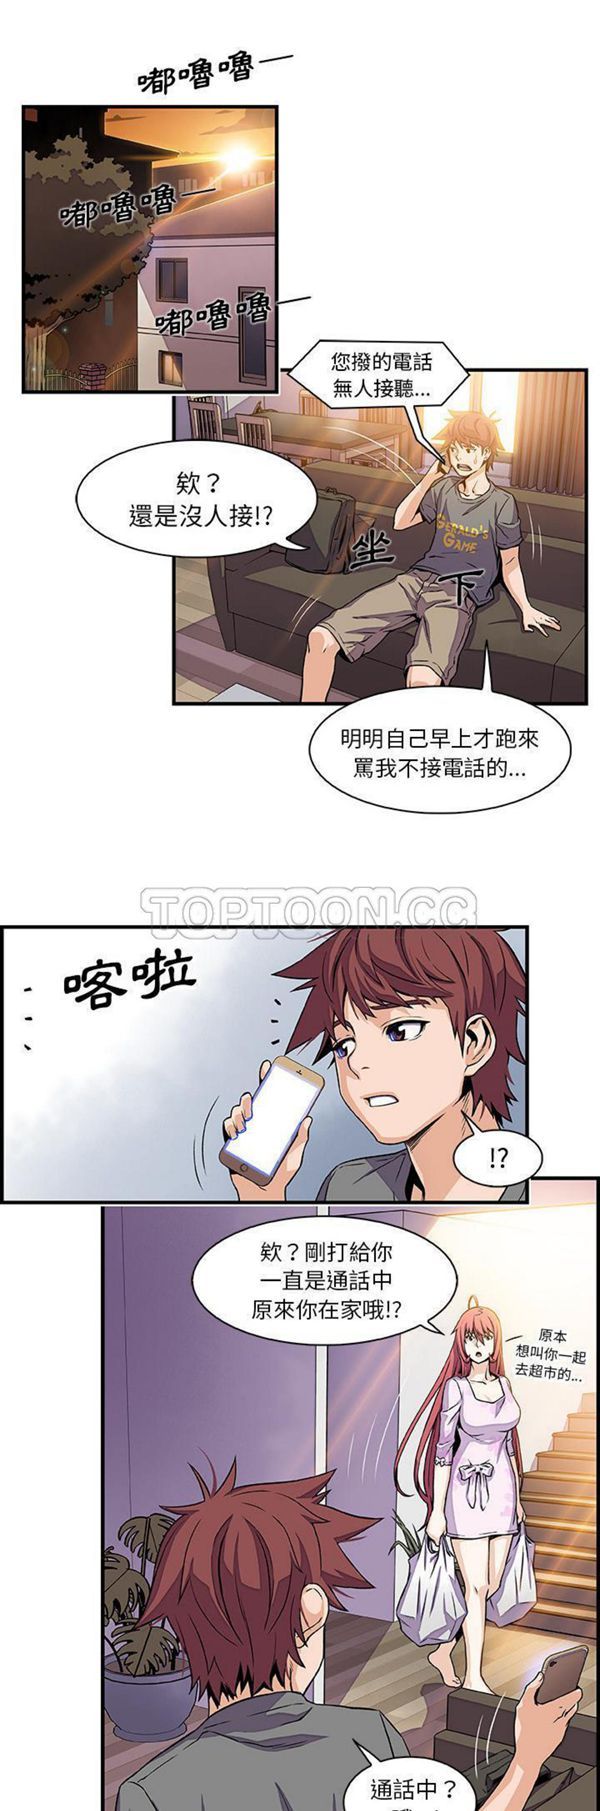 嘟嚕嚕—
嘟嚕嚕—
嘟嚕嚕—
您撥的電話
無人接聽...
欸？
還是沒人接!?
GERALD'S
GAME
坐下
明明自己早上才跑來
罵我不接電話的...
TOPTOON.CC
喀啦
!?
欸？剛打給你
一直是通話中
原來你在家哦!?
原本
想叫你一起
去超市的...
通話中？